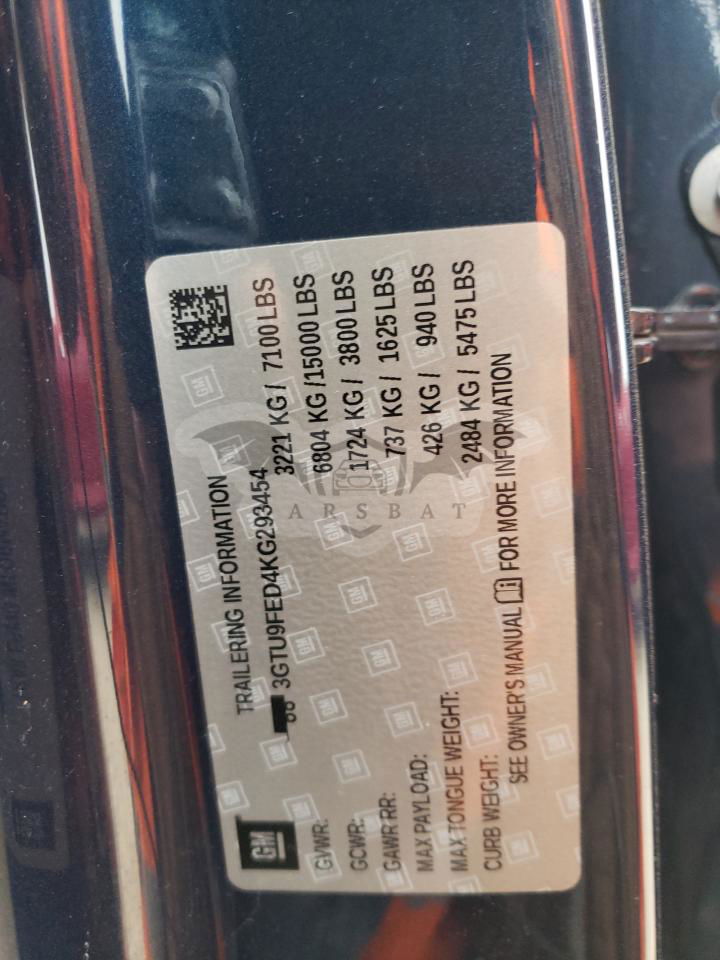 GM
TRAILERING INFORMATION
3GTU9FED4KG293454
GVWR: 3221 KG / 7100 LBS
GCWR: 6804 KG /15000 LBS
GAWR RR: 1724 KG / 3800 LBS
MAX PAYLOAD: 737 KG / 1625 LBS
MAX TONGUE WEIGHT: 426 KG / 940 LBS
CURB WEIGHT: 2484 KG / 5475 LBS
SEE OWNER'S MANUAL FOR MORE INFORMATION
ARSBAT